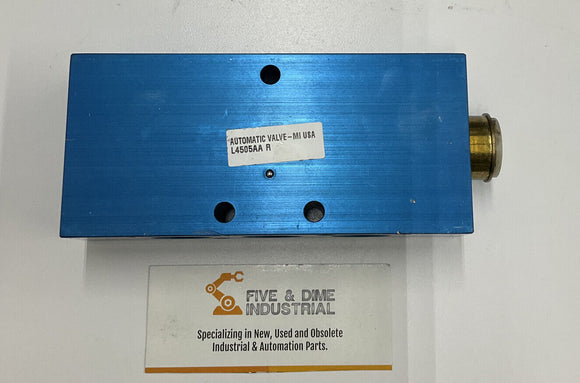 AUTOMATIC VALVE-MI USA
L4505AA R
FIVE & DIME
INDUSTRIAL
Specializing in New, Used and Obsolete
Industrial & Automation Parts.